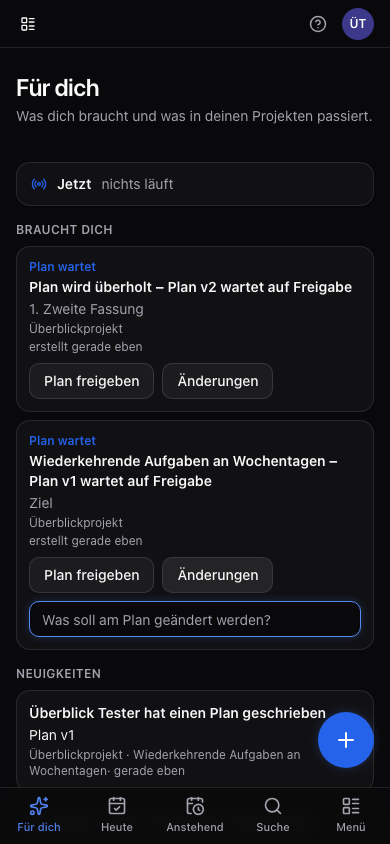 ÜT
Für dich
Was dich braucht und was in deinen Projekten passiert.
Jetzt nichts läuft
BRAUCHT DICH
Plan wartet
Plan wird überholt – Plan v2 wartet auf Freigabe
1. Zweite Fassung
Überblickprojekt
erstellt gerade eben
Plan freigeben Änderungen
Plan wartet
Wiederkehrende Aufgaben an Wochentagen –
Plan v1 wartet auf Freigabe
Ziel
Überblickprojekt
erstellt gerade eben
Plan freigeben Änderungen
Was soll am Plan geändert werden?
NEUIGKEITEN
Überblick Tester hat einen Plan geschrieben
Plan v1
Überblickprojekt · Wiederkehrende Aufgaben an
Wochentagen· gerade eben
Für dich Heute Anstehend Suche Menü